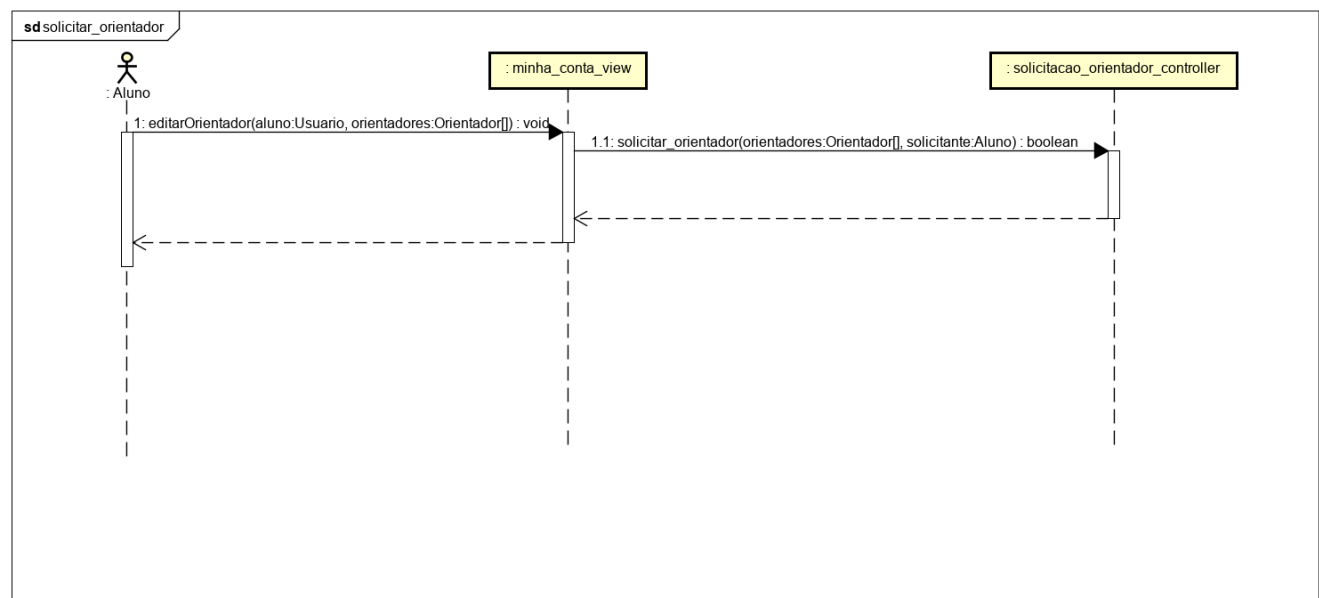 sd solicitar_orientador
: Aluno
: minha_conta_view
: solicitacao_orientador_controller
1: editarOrientador(aluno:Usuario, orientadores:Orientador[]) : void
1.1: solicitar_orientador(orientadores:Orientador[], solicitante:Aluno) : boolean